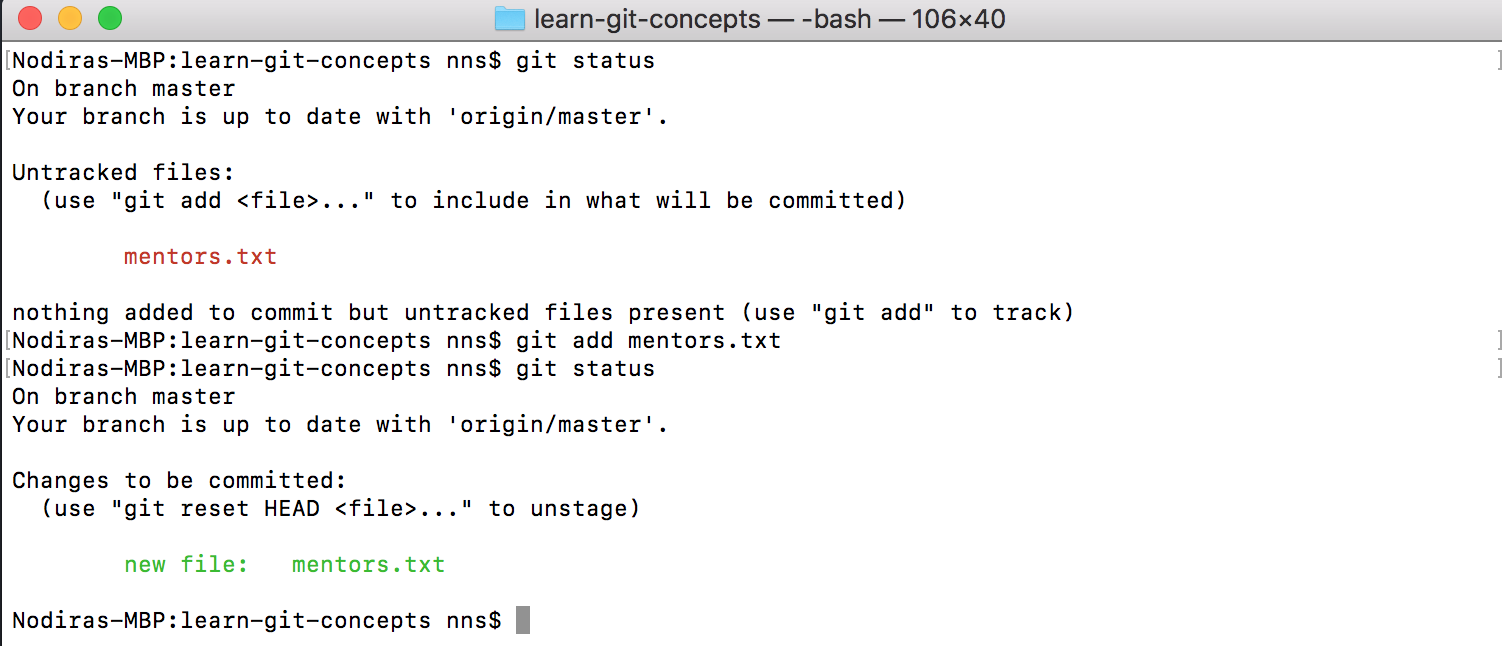 learn-git-concepts — -bash — 106×40
[Nodiras-MBP:learn-git-concepts nns$ git status ]
On branch master
Your branch is up to date with 'origin/master'.
Untracked files:
  (use "git add <file>..." to include in what will be committed)
        mentors.txt
nothing added to commit but untracked files present (use "git add" to track)
[Nodiras-MBP:learn-git-concepts nns$ git add mentors.txt ]
[Nodiras-MBP:learn-git-concepts nns$ git status ]
On branch master
Your branch is up to date with 'origin/master'.
Changes to be committed:
  (use "git reset HEAD <file>..." to unstage)
        new file:   mentors.txt
Nodiras-MBP:learn-git-concepts nns$